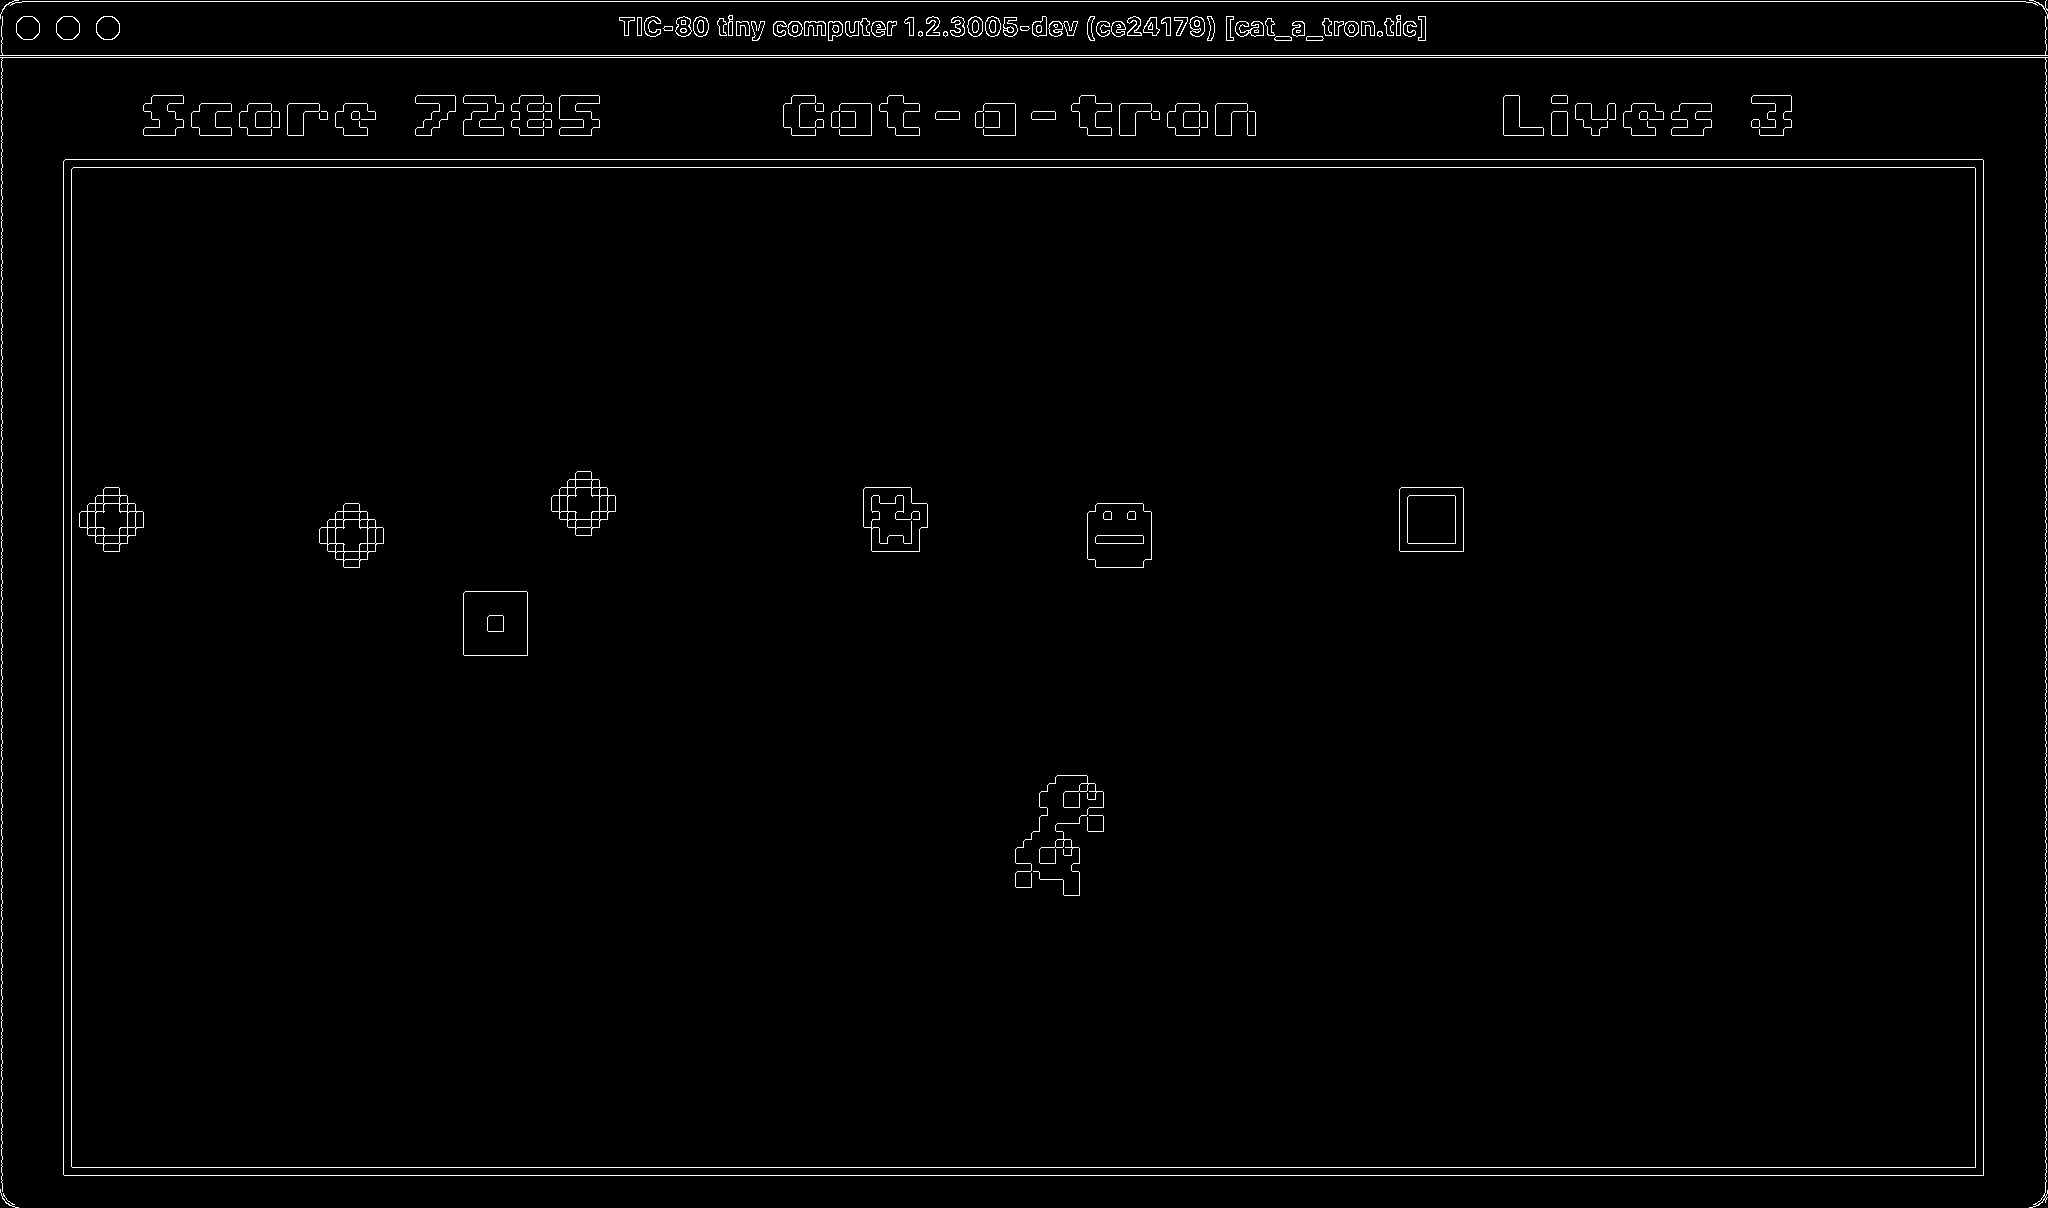 TIC-80 tiny computer 1.2.3005-dev (ce24179) [cat_a_tron.tic]
Score 7285 Cat-a-tron Lives 3